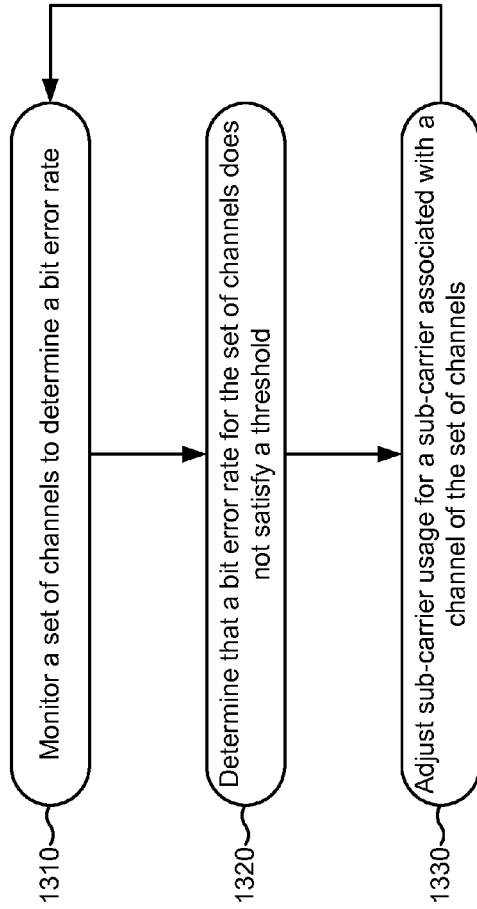 1310
Monitor a set of channels to determine a bit error rate
1320
Determine that a bit error rate for the set of channels does
not satisfy a threshold
1330
Adjust sub-carrier usage for a sub-carrier associated with a
channel of the set of channels